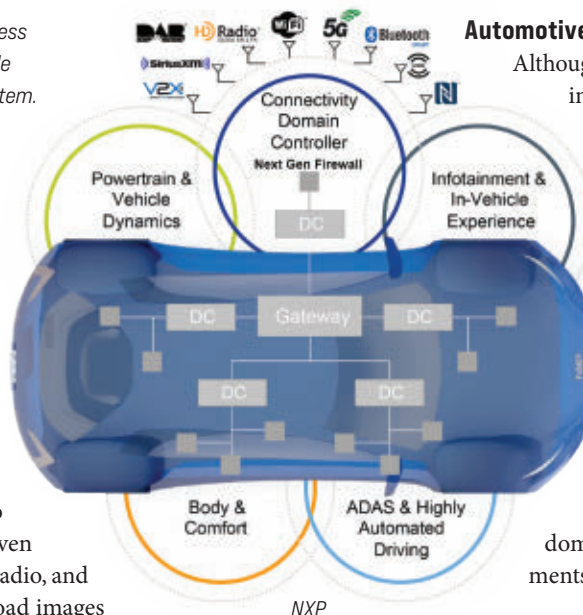 ess
le
tem.
Automotive
Althoug
in
DAB
HD Radio
WiFi
5G
Bluetooth
SiriusXM
V2X
N
Connectivity
Domain
Controller
Next Gen Firewall
Powertrain &
Vehicle
Dynamics
Infotainment &
In-Vehicle
Experience
DC
DC
Gateway
DC
DC
DC
Body &
Comfort
ADAS & Highly
Automated
Driving
ven
adio, and
oad images
dom
ments
NXP